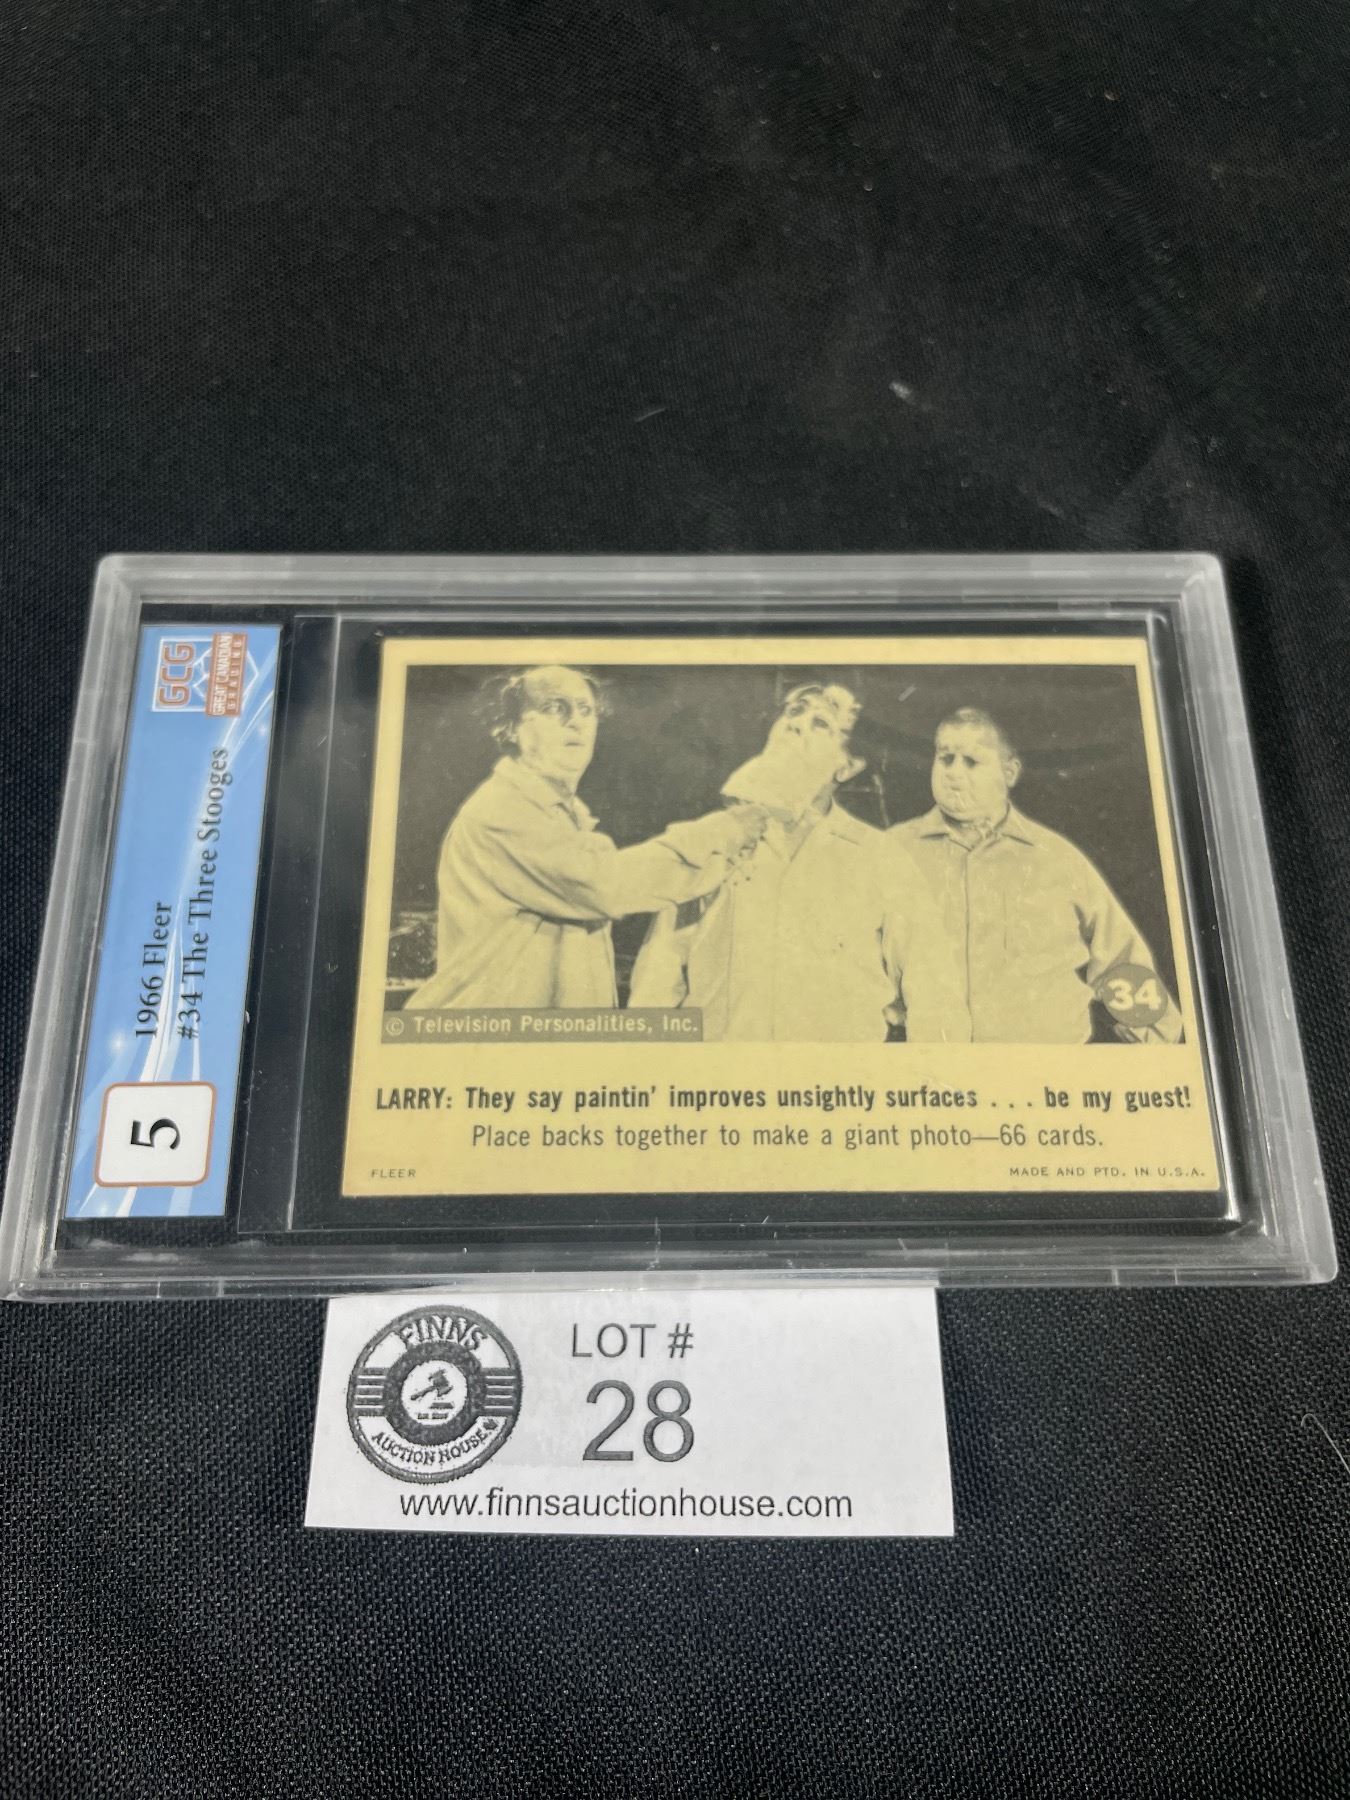 GCG
GREAT CANADIAN
GRADING
1966 Fleer
#34 The Three Stooges
5
34
© Television Personalities, Inc.
LARRY: They say paintin' improves unsightly surfaces . . . be my guest!
Place backs together to make a giant photo—66 cards.
FLEER
MADE AND PTD. IN U.S.A.
FINNS
AUCTION HOUSE
LOT #
28
www.finnsauctionhouse.com